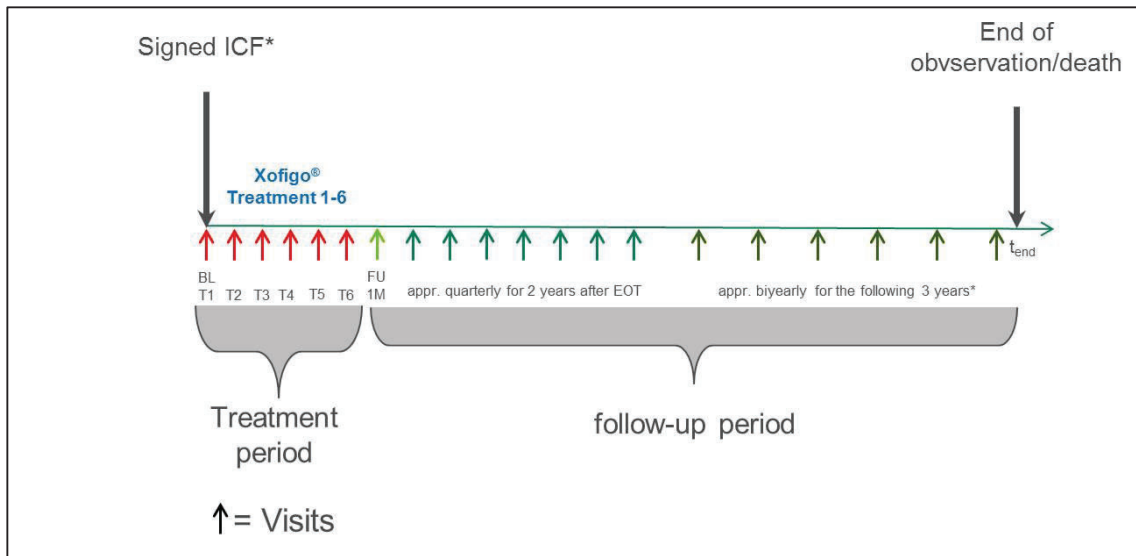 Signed ICF*
End of
obvservation/death
Xofigo®
Treatment 1-6
t_end
BL
T1
T2
T3
T4
T5
T6
FU
1M
appr. quarterly for 2 years after EOT
appr. biyearly for the following 3 years*
Treatment
period
follow-up period
= Visits